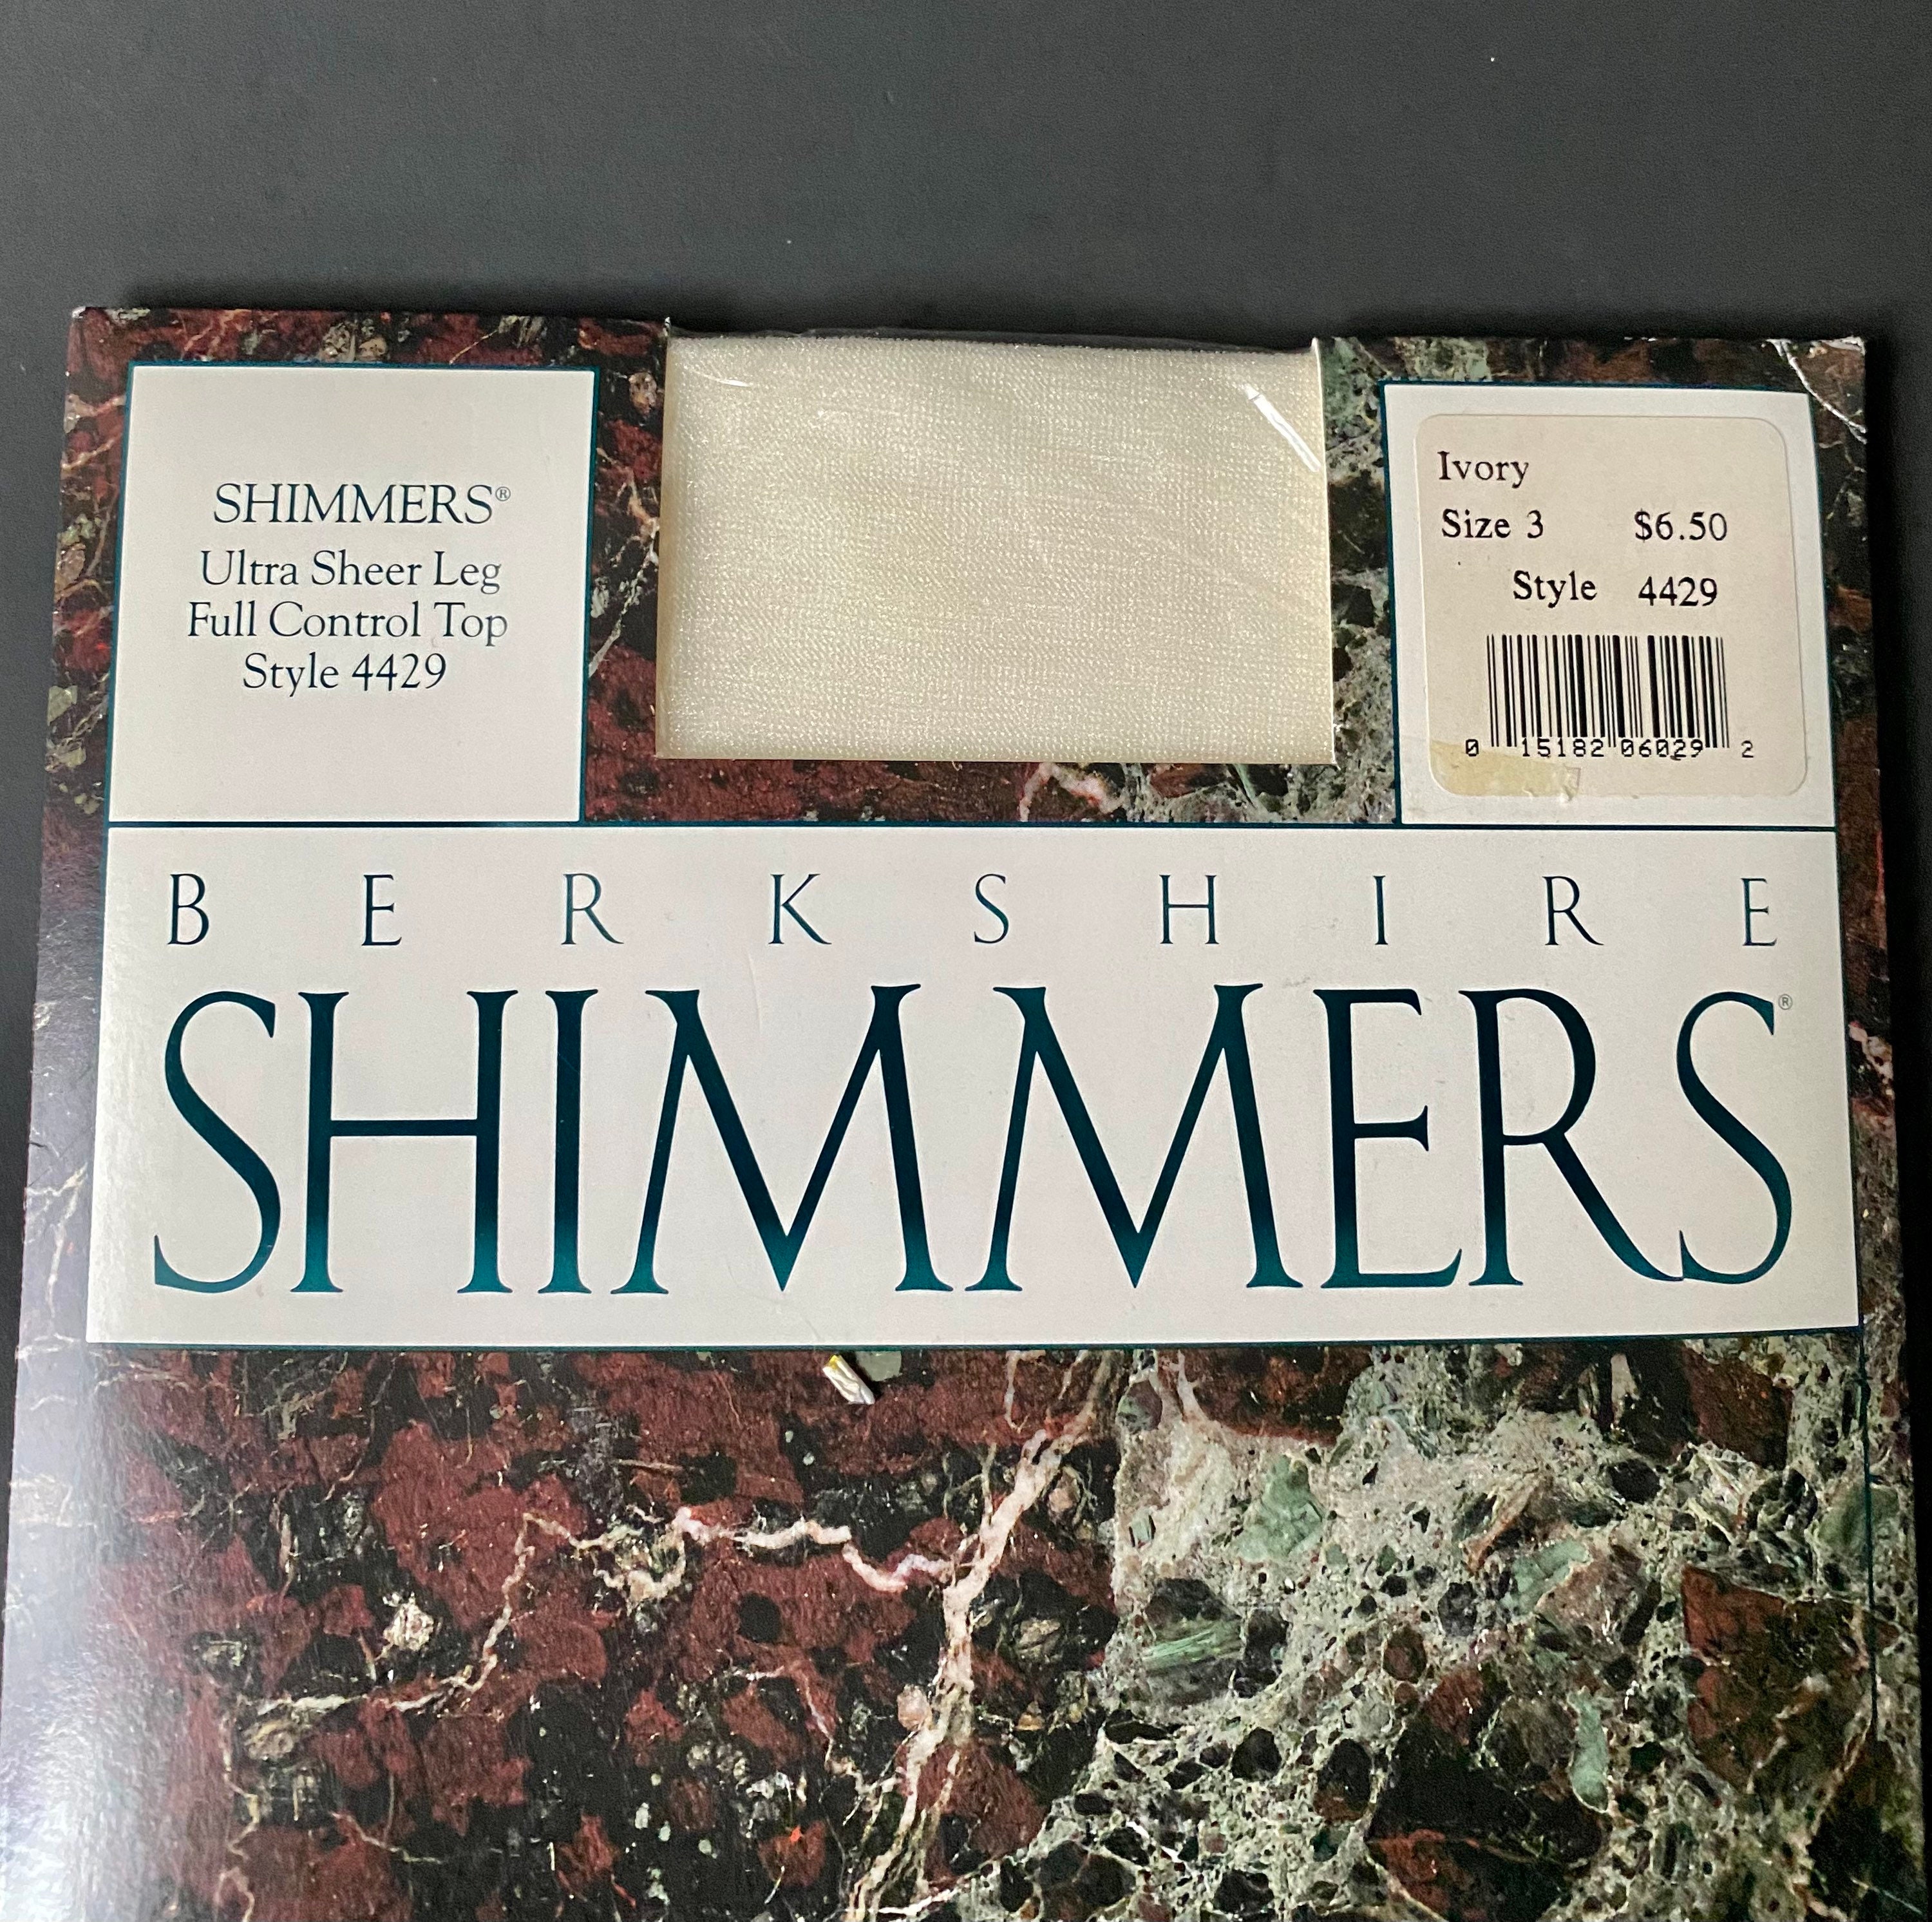 SHIMMERS®
Ultra Sheer Leg
Full Control Top
Style 4429
Ivory
Size 3 $6.50
Style 4429
0 15182 06029 2
BERKSHIRE
SHIMMERS®